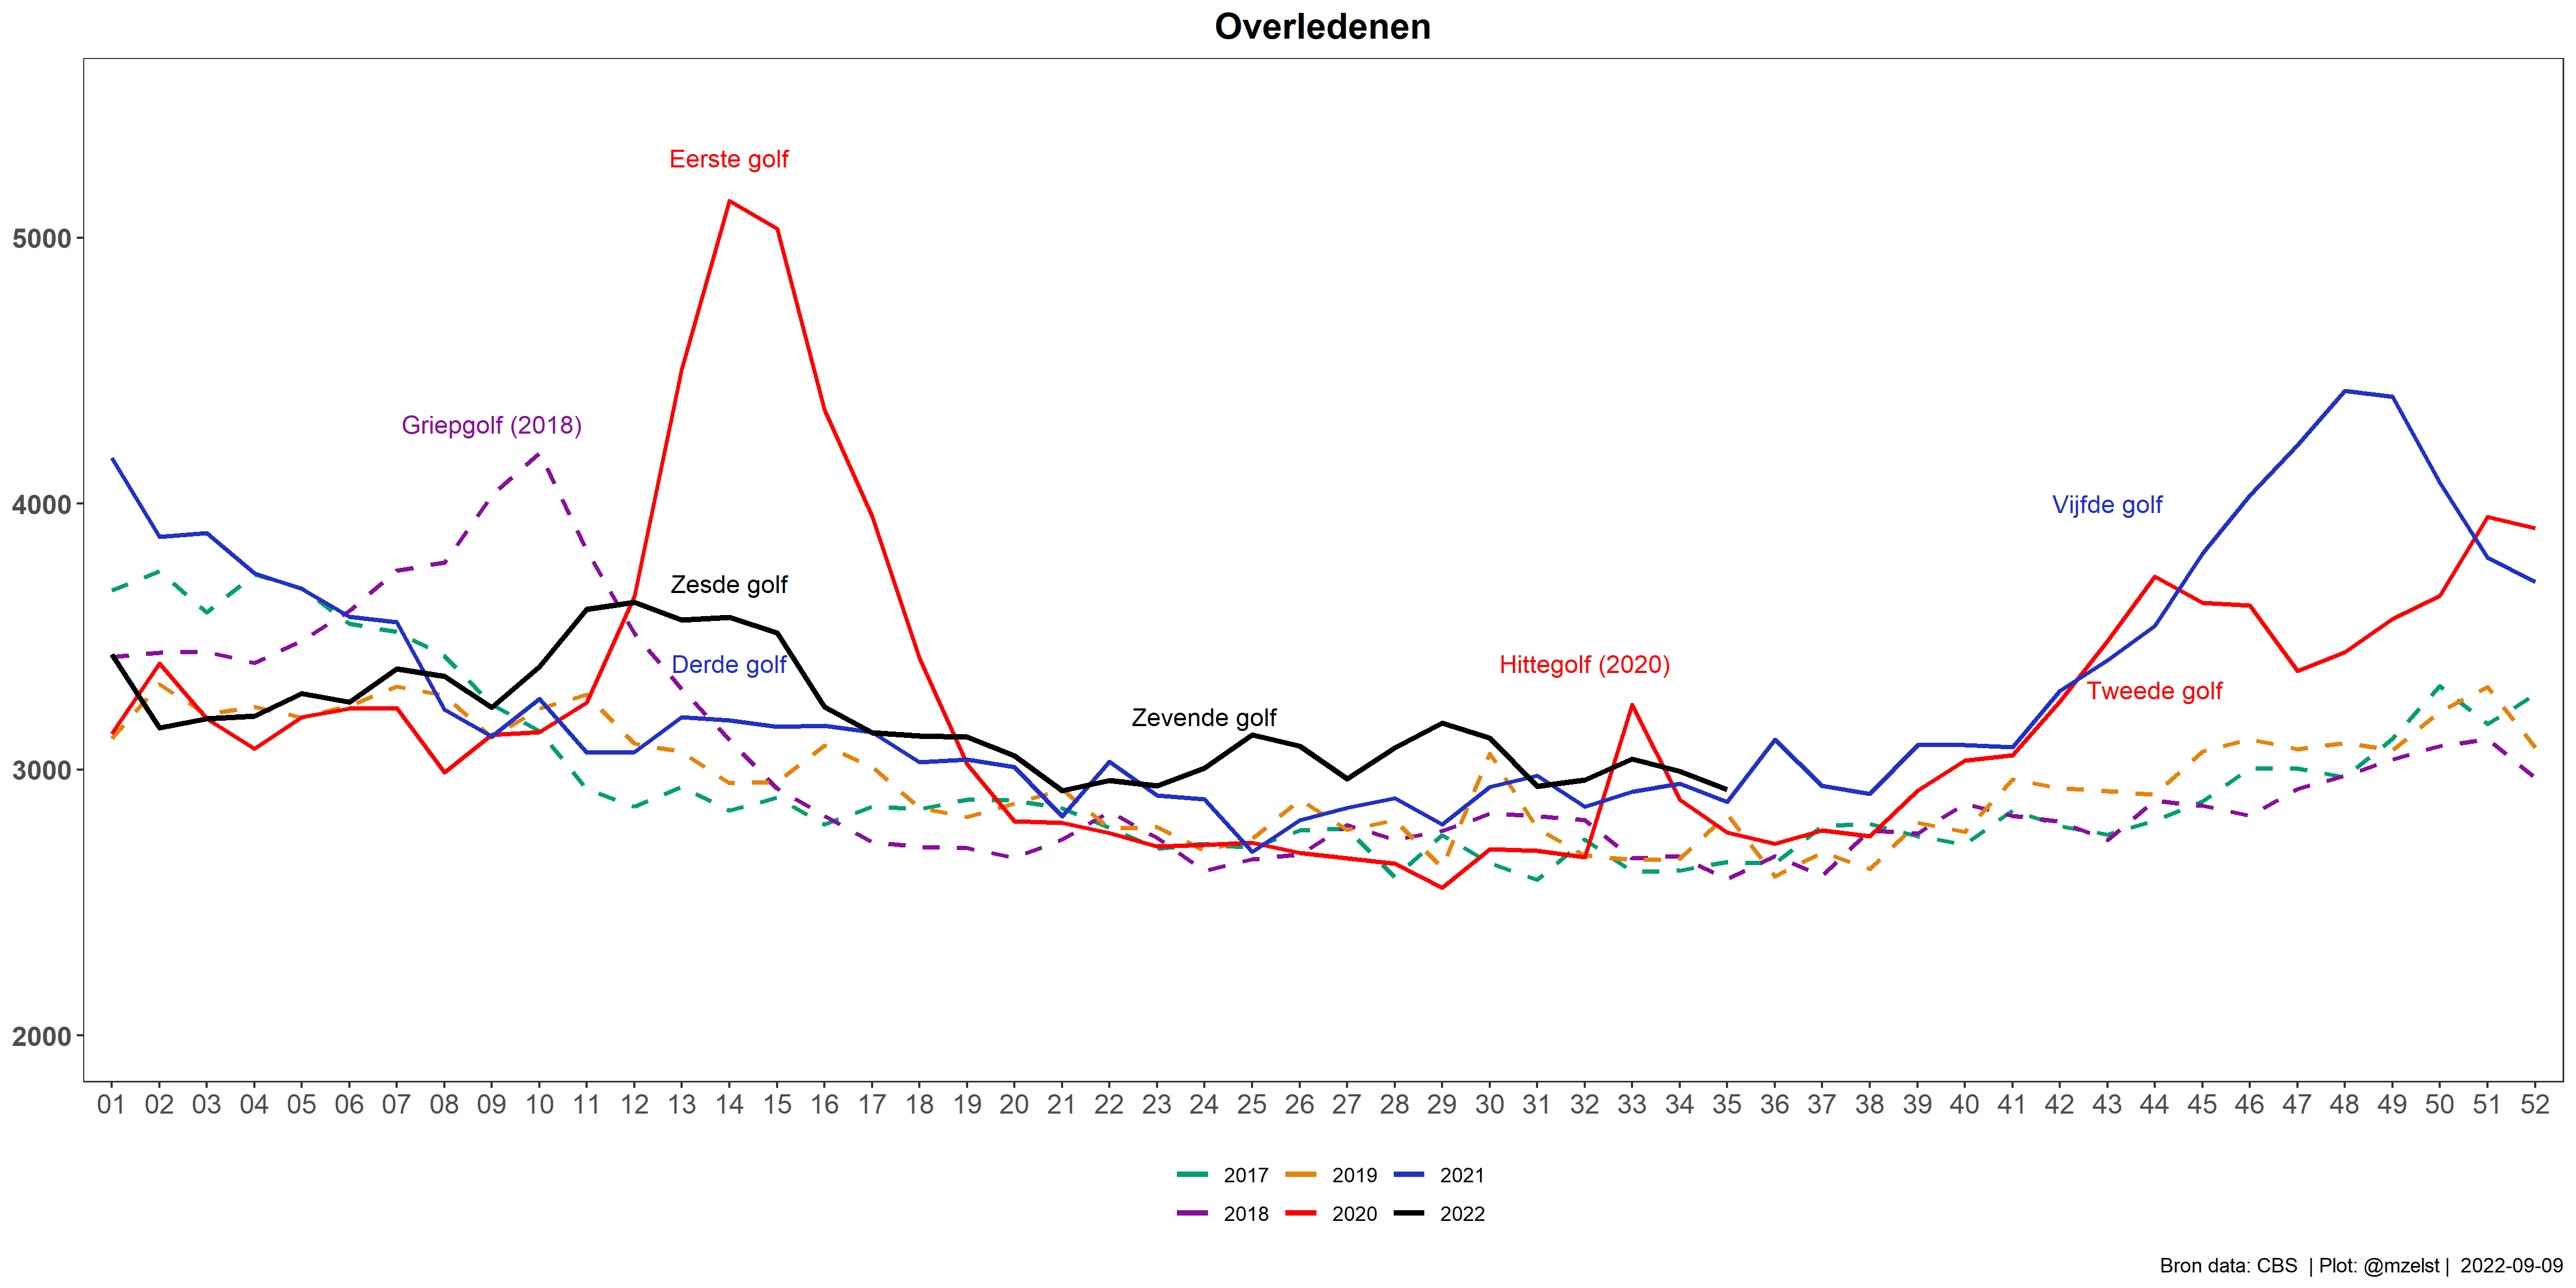 Overledenen
Eerste golf
5000
Griepgolf (2018)
4000
Vijfde golf
Zesde golf
Derde golf
Hittegolf (2020)
Tweede golf
Zevende golf
3000
2000
01 02 03 04 05 06 07 08 09 10 11 12 13 14 15 16 17 18 19 20 21 22 23 24 25 26 27 28 29 30 31 32 33 34 35 36 37 38 39 40 41 42 43 44 45 46 47 48 49 50 51 52
2017 2019 2021
2018 2020 2022
Bron data: CBS | Plot: @mzelst | 2022-09-09